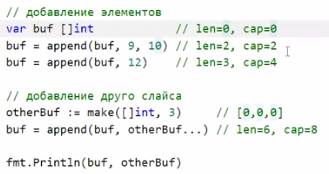 // добавление элементов
var buf []int // len=0, cap=0
buf = append(buf, 9, 10) // len=2, cap=2
buf = append(buf, 12) // len=3, cap=4
// добавление друго слайса
otherBuf := make([]int, 3) // [0,0,0]
buf = append(buf, otherBuf...) // len=6, cap=8
fmt.Println(buf, otherBuf)